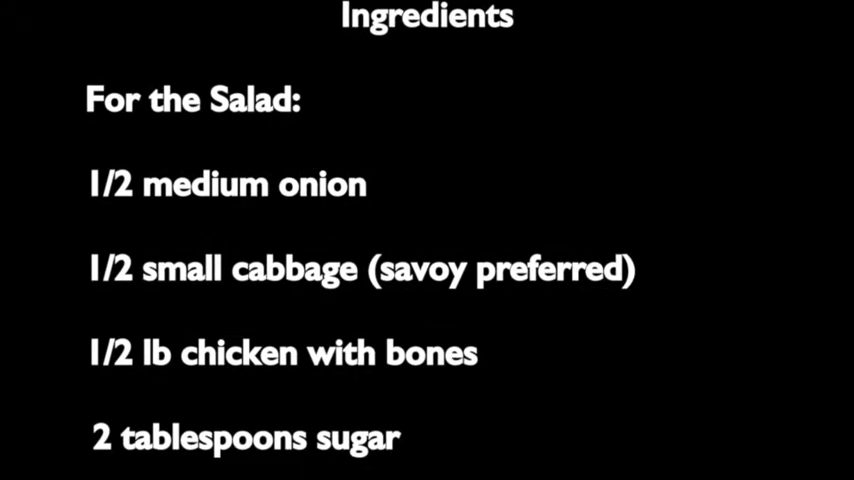 Ingredients
For the Salad:
1/2 medium onion
1/2 small cabbage (savoy preferred)
1/2 lb chicken with bones
2 tablespoons sugar